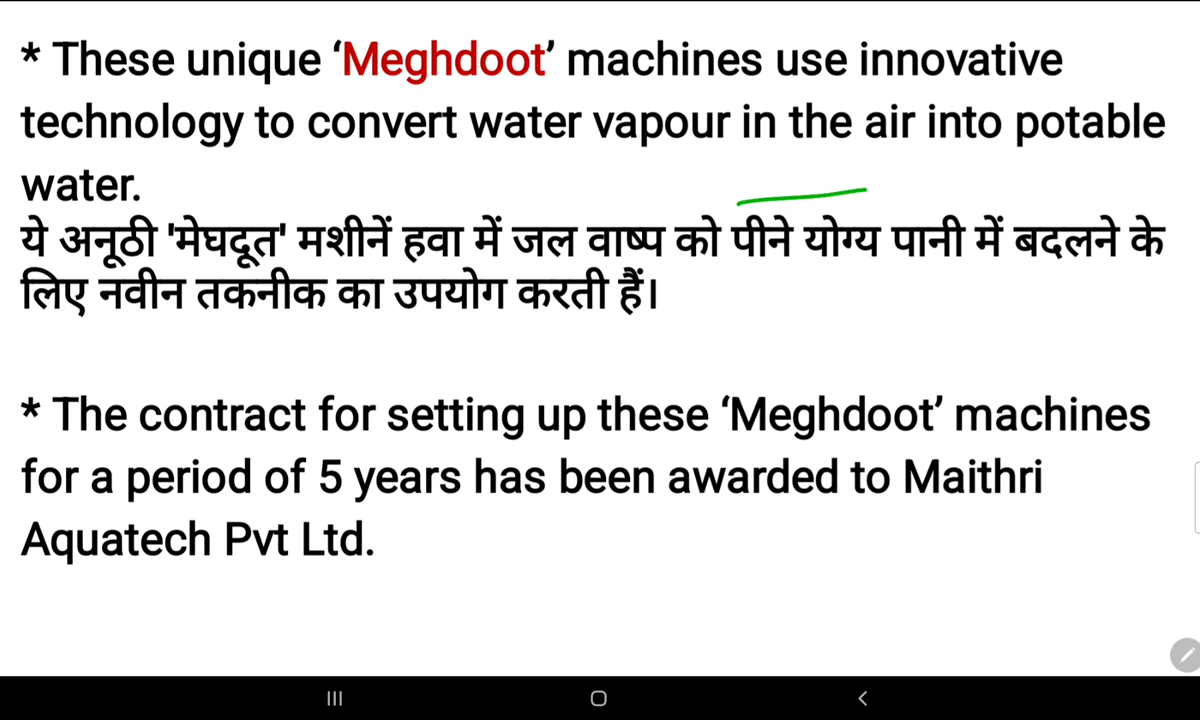 * These unique ‘Meghdoot’ machines use innovative
technology to convert water vapour in the air into potable
water.
ये अनूठी 'मेघदूत' मशीनें हवा में जल वाष्प को पीने योग्य पानी में बदलने के
लिए नवीन तकनीक का उपयोग करती हैं।
* The contract for setting up these ‘Meghdoot’ machines
for a period of 5 years has been awarded to Maithri
Aquatech Pvt Ltd.